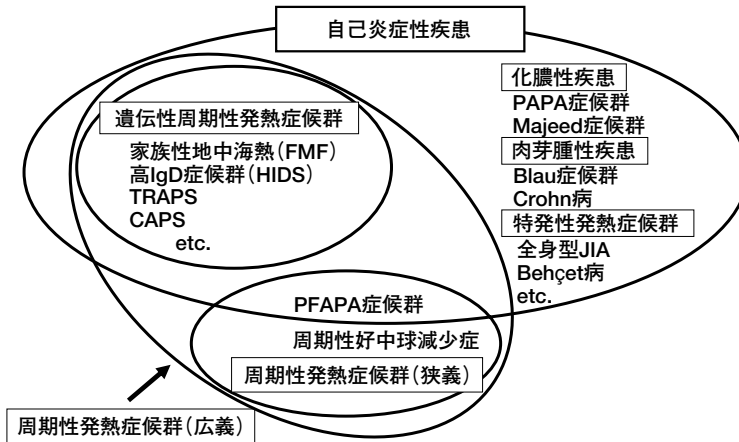 自己炎症性疾患
遺伝性周期性発熱症候群
家族性地中海熱(FMF)
高IgD症候群(HIDS)
TRAPS
CAPS
etc.
化膿性疾患
PAPA症候群
Majeed症候群
肉芽腫性疾患
Blau症候群
Crohn病
特発性発熱症候群
全身型JIA
Behçet病
etc.
PFAPA症候群
周期性好中球減少症
周期性発熱症候群(狭義)
周期性発熱症候群(広義)